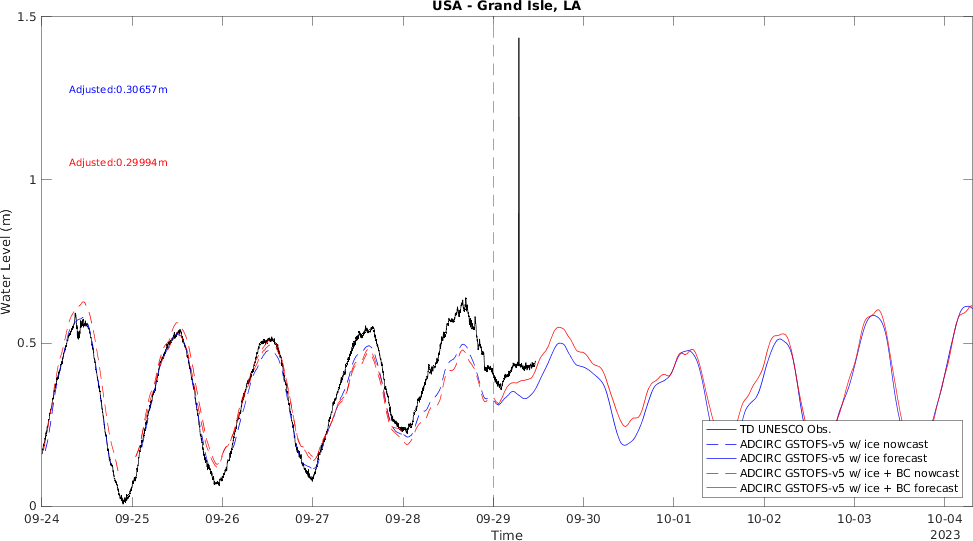 USA - Grand Isle, LA
1.5
Adjusted:0.30657m
Adjusted:0.29994m
1
Water Level (m)
0.5
TD UNESCO Obs.
ADCIRC GSTOFS-v5 w/ ice nowcast
ADCIRC GSTOFS-v5 w/ ice forecast
ADCIRC GSTOFS-v5 w/ ice + BC nowcast
ADCIRC GSTOFS-v5 w/ ice + BC forecast
0
09-24 09-25 09-26 09-27 09-28 09-29 09-30 10-01 10-02 10-03 10-04
Time
2023